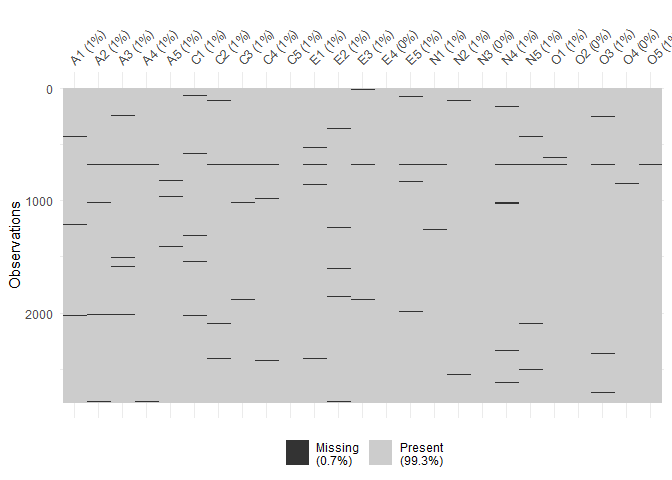 A1 (1%) A2 (1%) A3 (1%) A4 (1%) A5 (1%) C1 (1%) C2 (1%) C3 (1%) C4 (1%) C5 (1%) E1 (1%) E2 (1%) E3 (1%) E4 (0%) E5 (1%) N1 (1%) N2 (1%) N3 (0%) N4 (1%) N5 (1%) O1 (1%) O2 (0%) O3 (1%) O4 (0%) O5 (1%
0
1000
Observations
2000
Missing Present
(0.7%) (99.3%)